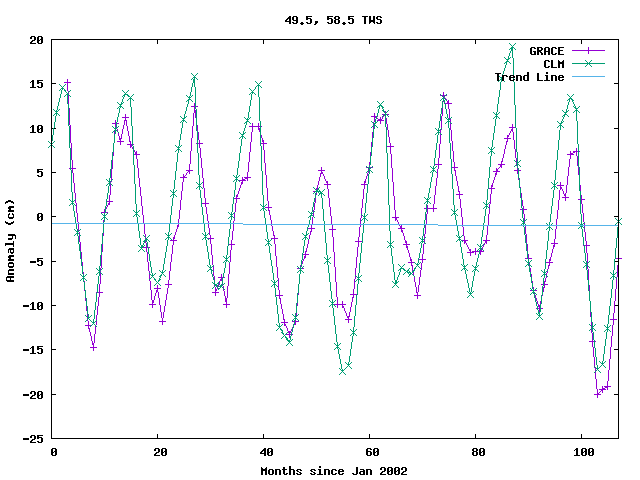 49.5, 58.5 TWS
GRACE
CLM
Trend Line
20
15
10
5
0
-5
-10
-15
-20
-25
Anomaly (cm)
0 20 40 60 80 100
Months since Jan 2002